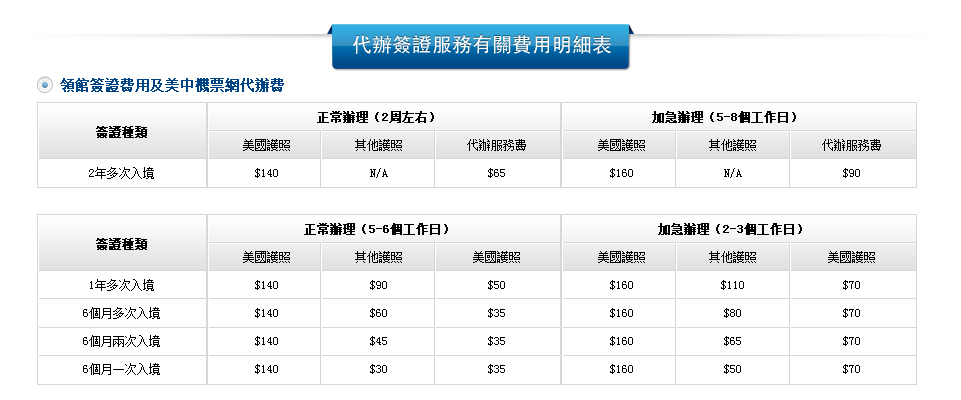 代辦簽證服務有關費用明細表
領館簽證費用及美中機票網代辦費
簽證種類 正常辦理（2周左右） 加急辦理（5-8個工作日）
美國護照 其他護照 代辦服務費 美國護照 其他護照 代辦服務費
2年多次入境 $140 N/A $65 $160 N/A $90
簽證種類 正常辦理（5-6個工作日） 加急辦理（2-3個工作日）
美國護照 其他護照 美國護照 美國護照 其他護照 美國護照
1年多次入境 $140 $90 $50 $160 $110 $70
6個月多次入境 $140 $60 $35 $160 $80 $70
6個月兩次入境 $140 $45 $35 $160 $65 $70
6個月一次入境 $140 $30 $35 $160 $50 $70